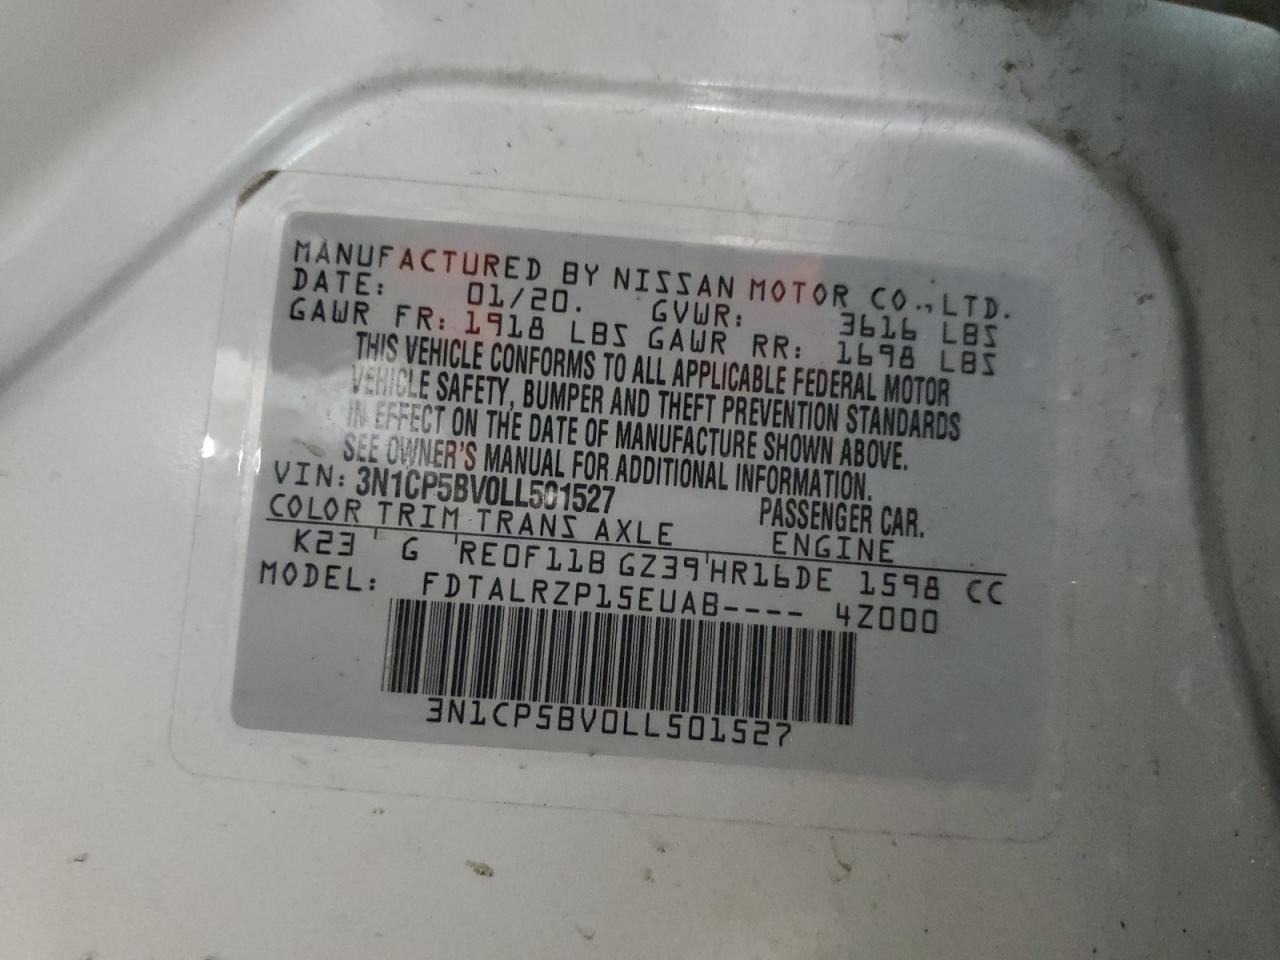 MANUFACTURED BY NISSAN MOTOR CO., LTD.
DATE: 01/20. GVWR: 3616 LBS
GAWR FR: 1918 LBS GAWR RR: 1698 LBS
THIS VEHICLE CONFORMS TO ALL APPLICABLE FEDERAL MOTOR
VEHICLE SAFETY, BUMPER AND THEFT PREVENTION STANDARDS
IN EFFECT ON THE DATE OF MANUFACTURE SHOWN ABOVE.
SEE OWNER'S MANUAL FOR ADDITIONAL INFORMATION.
VIN: 3N1CP5BV0LL501527 PASSENGER CAR.
COLOR TRIM TRANS AXLE ENGINE
K23 G RE0F11B GZ39 HR16DE 1598 CC
MODEL: FDTALRZP15EUAB---- 4Z000
3N1CP5BV0LL501527